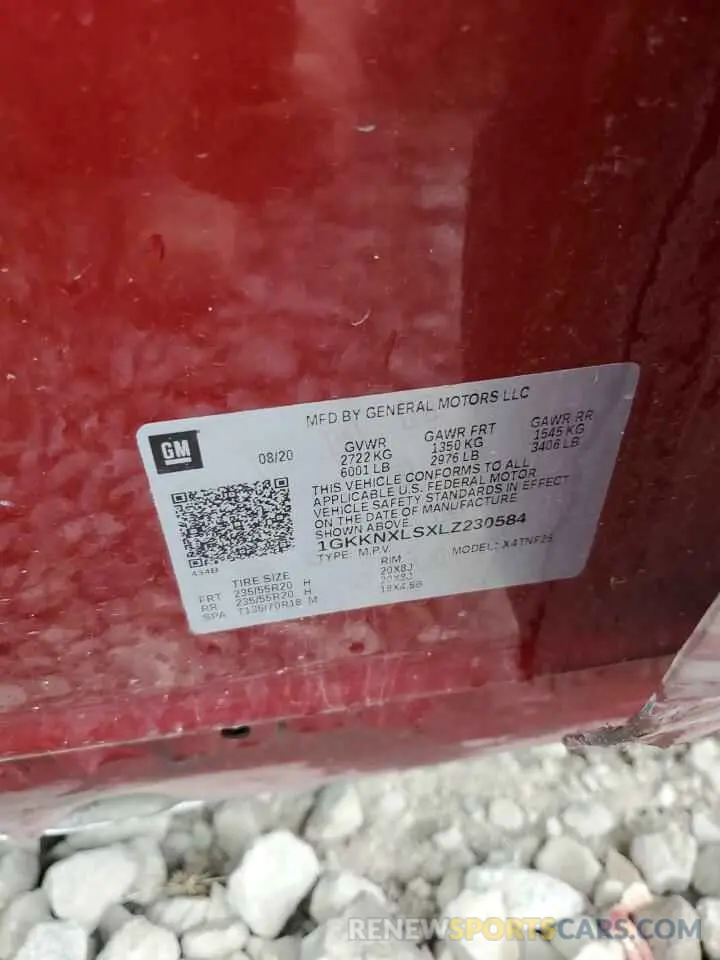 MFD BY GENERAL MOTORS LLC
GM
08/20
GVWR GAWR FRT GAWR RR
2722 KG 1350 KG 1545 KG
6001 LB 2976 LB 3406 LB
THIS VEHICLE CONFORMS TO ALL
APPLICABLE U.S. FEDERAL MOTOR
VEHICLE SAFETY STANDARDS IN EFFECT
ON THE DATE OF MANUFACTURE
SHOWN ABOVE.
1GKKNXLSXLZ230584
TYPE: M.P.V. MODEL: X4TNF26
TIRE SIZE RIM
FRT 235/55R20 H 20X8J
RR 235/55R20 H 20X8J
SPA T135/70R18 M 18X4.5B
RENEWSPORTSCARS.COM